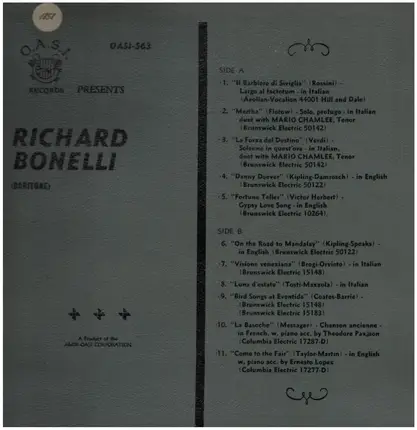 OASI-563
O.A.S.I.
RECORDS PRESENTS
RICHARD
BONELLI
(BARITONE)
A Product of the
SIDE A
1. "Il Barbiere di Siviglia" (Rossini) -
Largo al factotum - in Italian
(Aeolian-Vocalion 44001 Hill and Dale)
2. "Martha" (Flotow) - Solo, profugo - in Italian
duet with MARIO CHAMLEE, Tenor
(Brunswick Electric 50142)
3. "La Forza del Destino" (Verdi) -
Solenne in quest'ora - in Italian,
duet with MARIO CHAMLEE, Tenor
(Brunswick Electric 50142)
4. "Danny Deever" (Kipling-Damrosch) - in English
(Brunswick Electric 50122)
5. "Fortune Teller" (Victor Herbert) -
Gypsy Love Song - in English
(Brunswick Electric 10264)
SIDE B
6. "On the Road to Mandalay" (Kipling-Speaks) -
in English (Brunswick Electric 50122)
7. "Visione veneziana" (Brogi-Orvieto) - in Italian
(Brunswick Electric 15148)
8. "Luna d'estate" (Tosti-Mazzola) - in Italian
9. "Bird Songs at Eventide" (Coates-Barrie) -
(Brunswick Electric 15148)
(Brunswick Electric 15183)
10. "La Basoche" (Messager) - Chanson ancienne -
in French, w. piano acc. by Theodore Paxson
(Columbia Electric 17287-D)
11. "Come to the Fair" (Taylor-Martin) - in English
w. piano acc. by Ernesto Lopez
(Columbia Electric 17277-D)